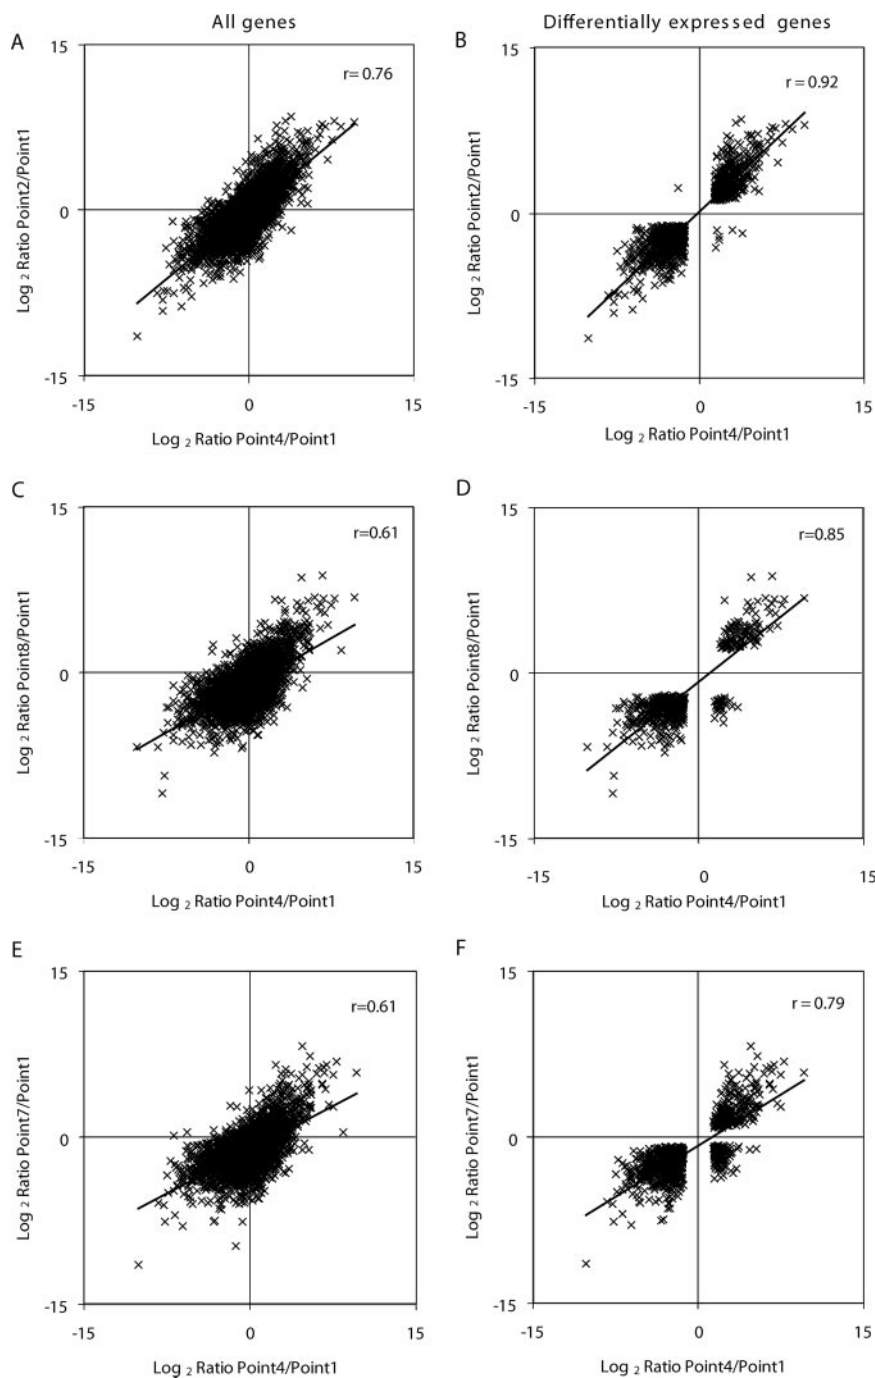 All genes
Differentially expressed genes
A
15
r= 0.76
Log 2 Ratio Point2/Point1
0
-15
-15
0
15
Log 2 Ratio Point4/Point1
B
15
r = 0.92
Log 2 Ratio Point2/Point1
0
-15
-15
0
15
Log 2 Ratio Point4/Point1
C
15
r=0.61
Log 2 Ratio Point8/Point1
0
-15
-15
0
15
Log 2 Ratio Point4/Point1
D
15
r=0.85
Log 2 Ratio Point8/Point1
0
-15
-15
0
15
Log 2 Ratio Point4/Point1
E
15
r=0.61
Log 2 Ratio Point7/Point1
0
-15
-15
0
15
Log 2 Ratio Point4/Point1
F
15
r = 0.79
Log 2 Ratio Point7/Point1
0
-15
-15
0
15
Log 2 Ratio Point4/Point1